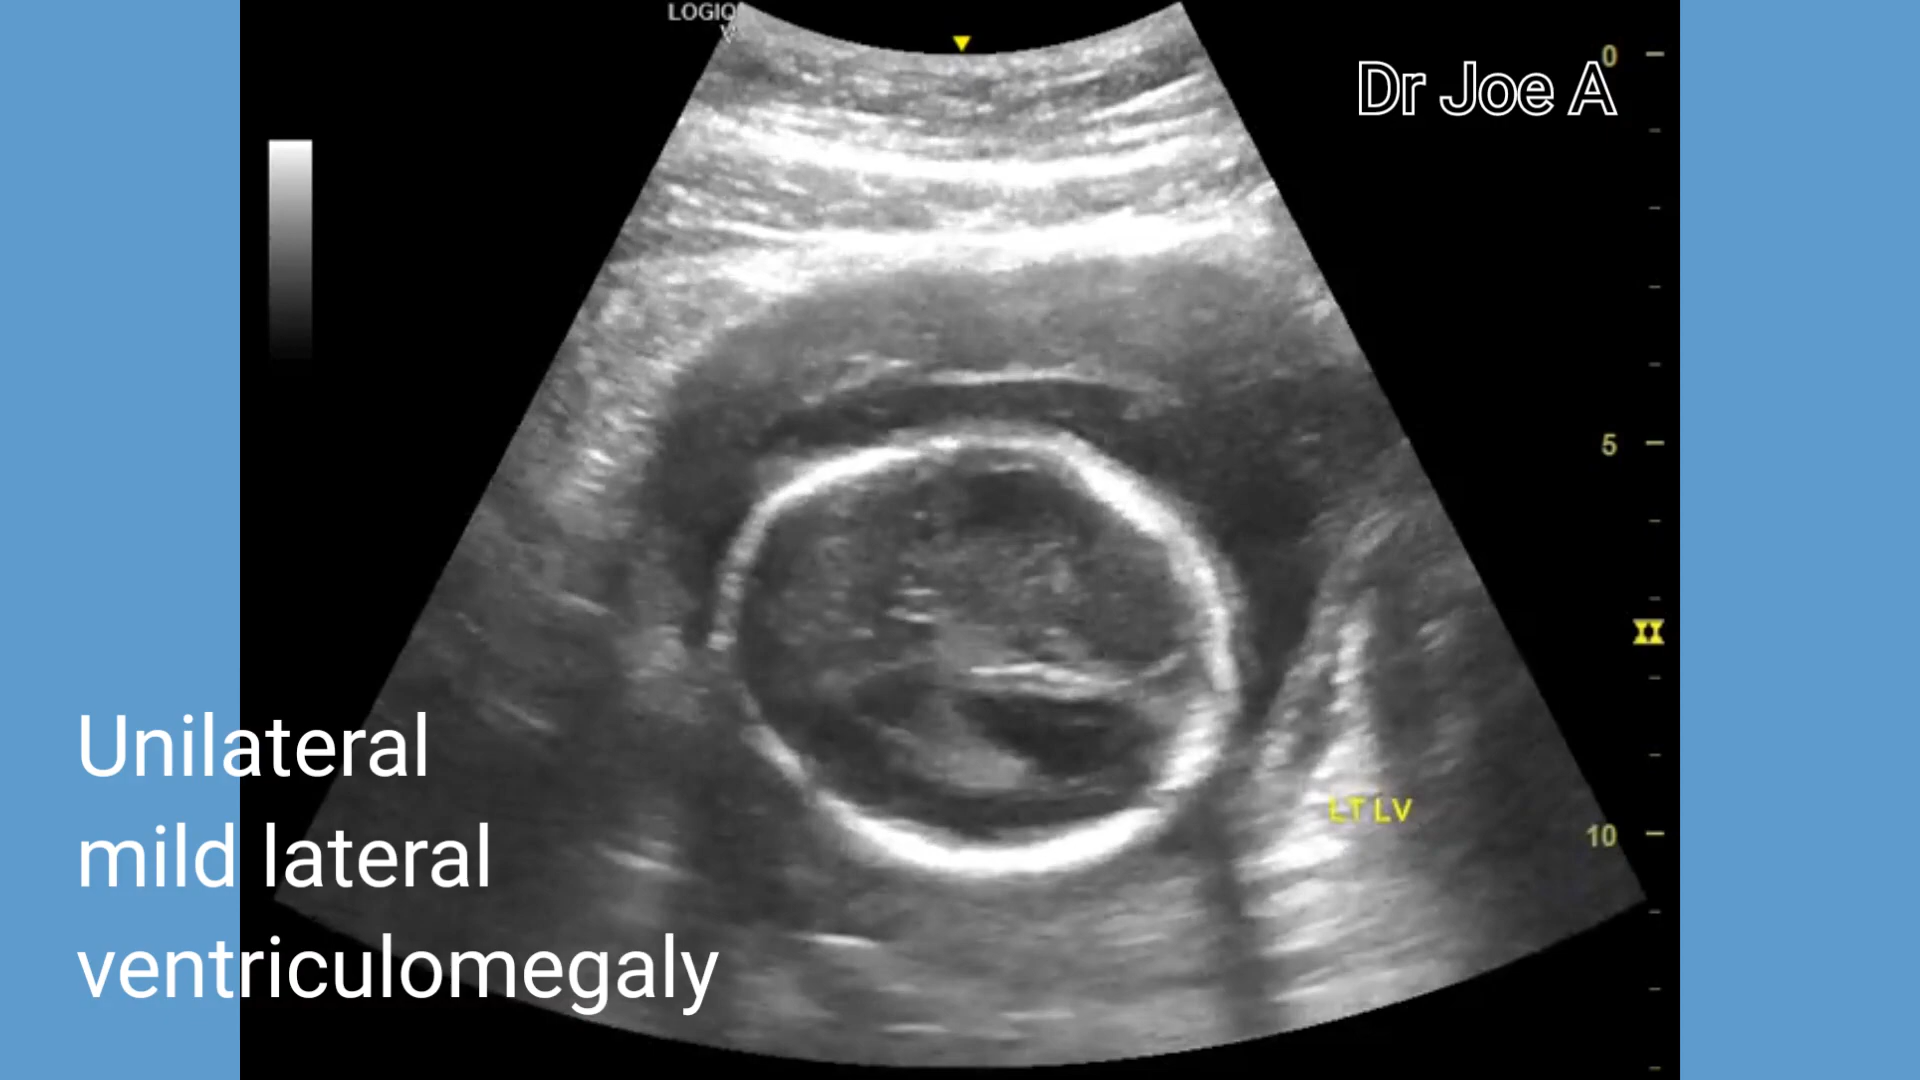 LOGIQ
V
Dr Joe A
0
5
LT LV
10
Unilateral
mild lateral
ventriculomegaly